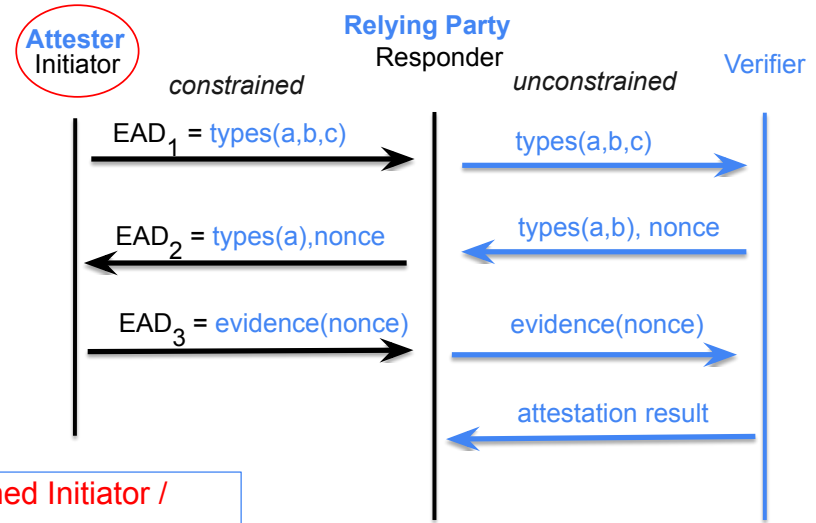 Attester
Initiator
Relying Party
Responder
Verifier
constrained
unconstrained
EAD1 = types(a,b,c)
types(a,b,c)
EAD2 = types(a),nonce
types(a,b), nonce
EAD3 = evidence(nonce)
evidence(nonce)
attestation result
Initiator /